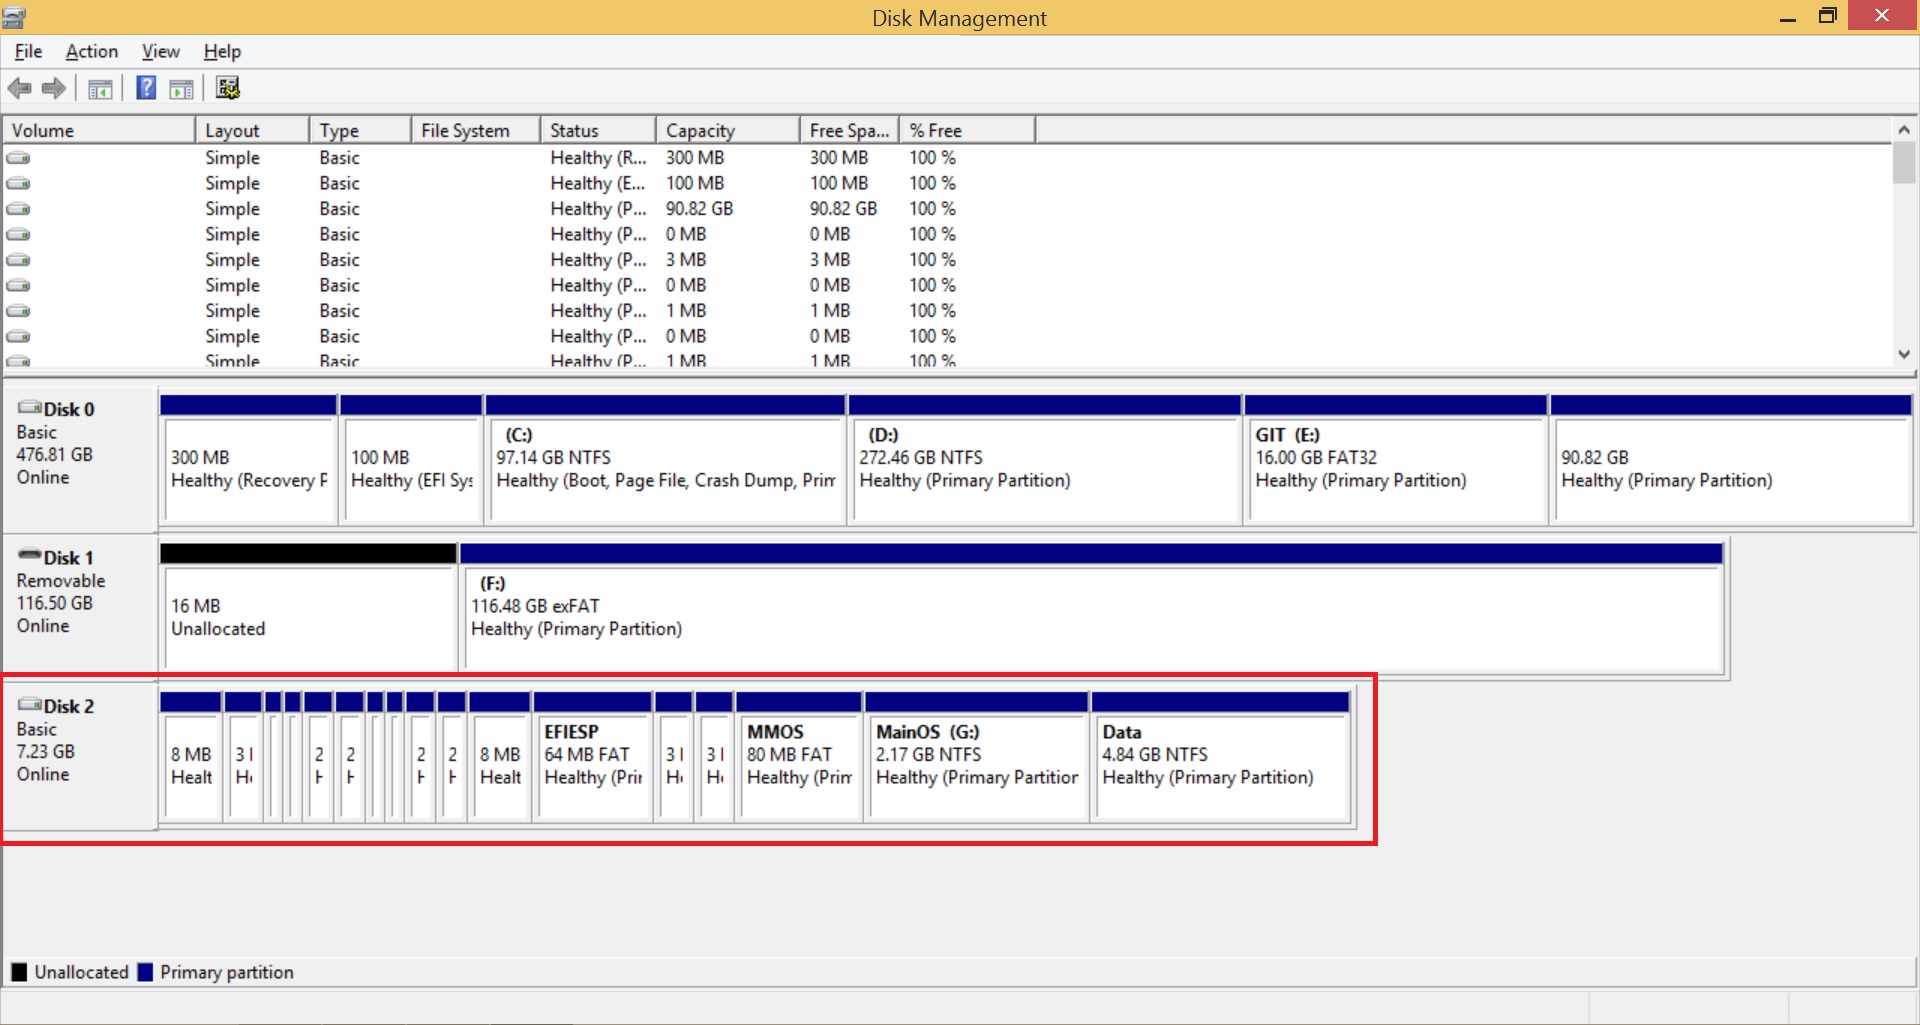 Disk Management
File Action View Help
Volume Layout Type File System Status Capacity Free Spa... % Free
Simple Basic Healthy (R... 300 MB 300 MB 100 %
Simple Basic Healthy (E... 100 MB 100 MB 100 %
Simple Basic Healthy (P... 90.82 GB 90.82 GB 100 %
Simple Basic Healthy (P... 0 MB 0 MB 100 %
Simple Basic Healthy (P... 3 MB 3 MB 100 %
Simple Basic Healthy (P... 0 MB 0 MB 100 %
Simple Basic Healthy (P... 1 MB 1 MB 100 %
Simple Basic Healthy (P... 0 MB 0 MB 100 %
Simple Basic Healthy (P... 1 MB 1 MB 100 %
Disk 0
Basic
476.81 GB
Online
300 MB
Healthy (Recovery P
100 MB
Healthy (EFI Sys
(C:)
97.14 GB NTFS
Healthy (Boot, Page File, Crash Dump, Prim
(D:)
272.46 GB NTFS
Healthy (Primary Partition)
GIT (E:)
16.00 GB FAT32
Healthy (Primary Partition)
90.82 GB
Healthy (Primary Partition)
Disk 1
Removable
116.50 GB
Online
16 MB
Unallocated
(F:)
116.48 GB exFAT
Healthy (Primary Partition)
Disk 2
Basic
7.23 GB
Online
8 MB
Healt
3
H
2
H
2
H
2
H
2
H
8 MB
Healt
EFIESP
64 MB FAT
Healthy (Pri
3
H
3
H
MMOS
80 MB FAT
Healthy (Prim
MainOS (G:)
2.17 GB NTFS
Healthy (Primary Partition
Data
4.84 GB NTFS
Healthy (Primary Partition)
Unallocated Primary partition